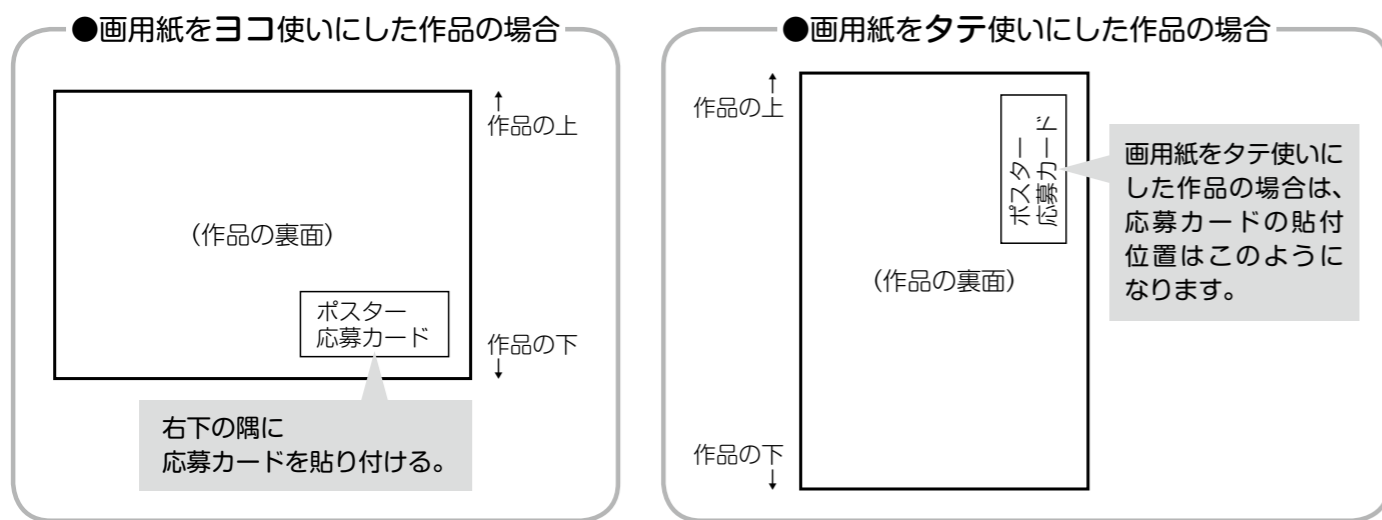 ●画用紙をヨコ使いにした作品の場合
↑
作品の上
(作品の裏面)
ポスター
応募カード
作品の下
↓
右下の隅に
応募カードを貼り付ける。
●画用紙をタテ使いにした作品の場合
↑
作品の上
ポスター
応募カード
画用紙をタテ使いに
した作品の場合は、
応募カードの貼付
位置はこのように
なります。
(作品の裏面)
作品の下
↓